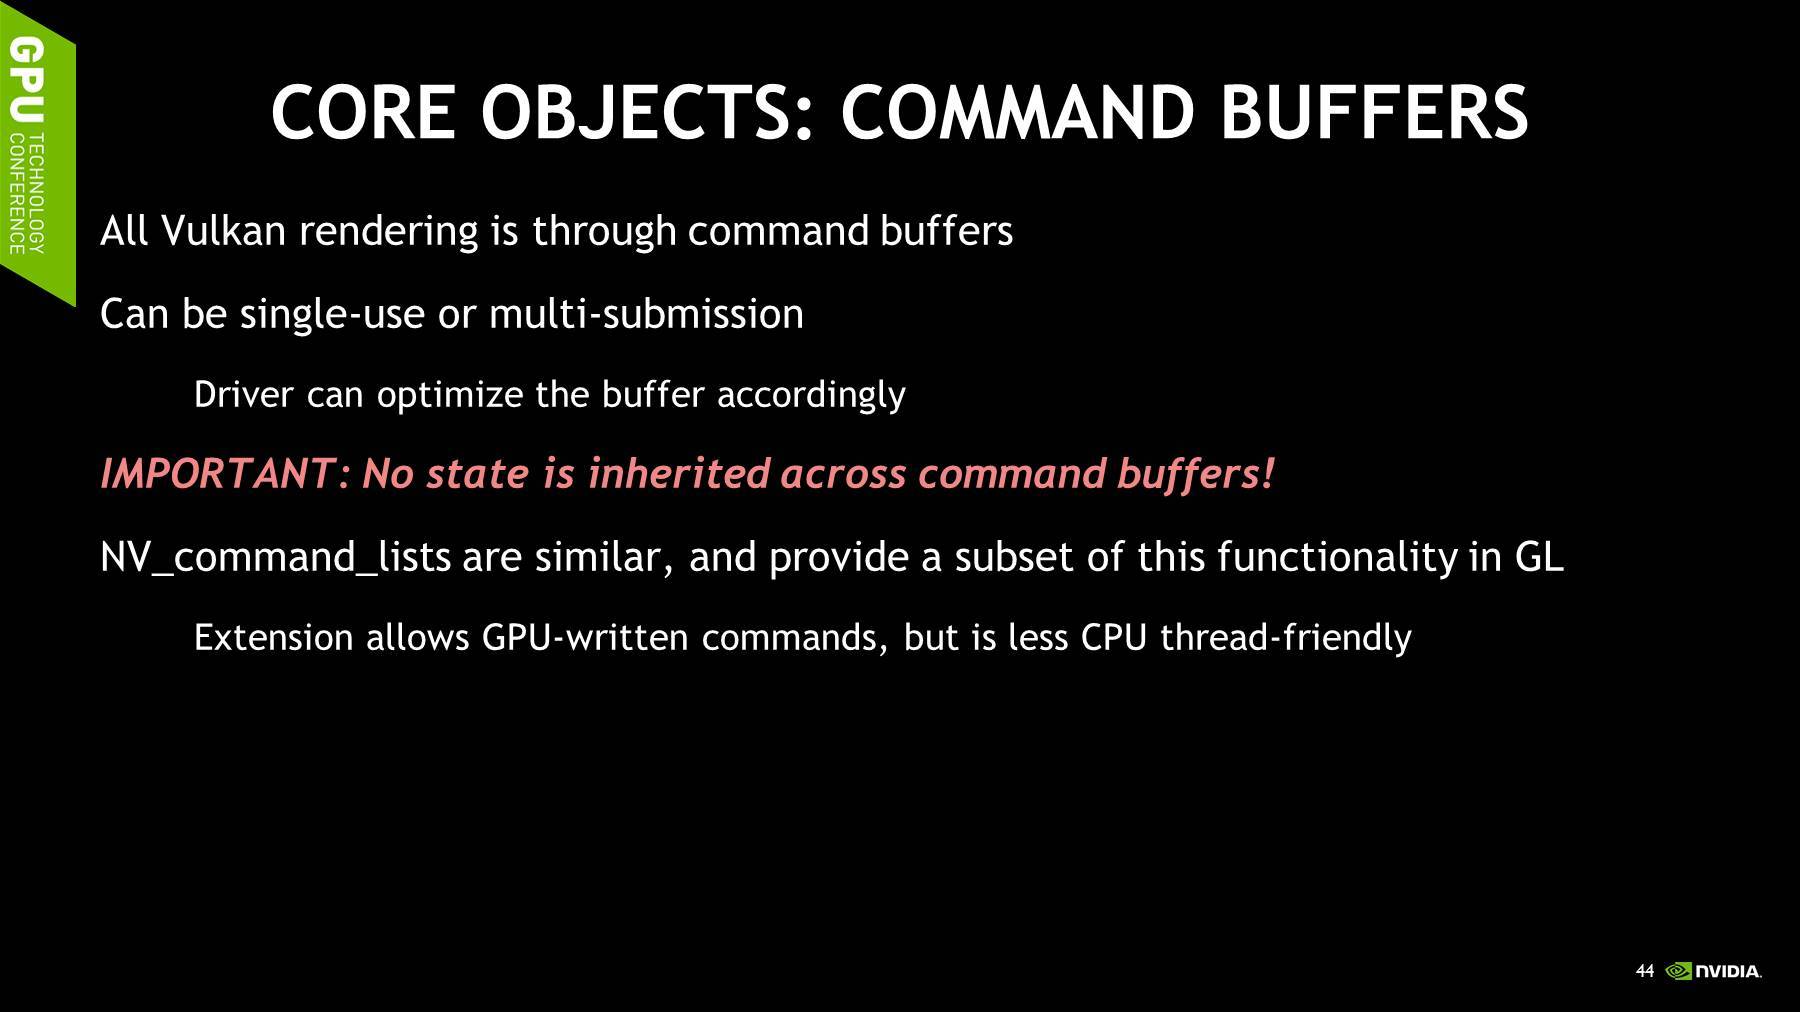 GPU TECHNOLOGY
CONFERENCE
CORE OBJECTS: COMMAND BUFFERS
All Vulkan rendering is through command buffers
Can be single-use or multi-submission
Driver can optimize the buffer accordingly
IMPORTANT: No state is inherited across command buffers!
NV_command_lists are similar, and provide a subset of this functionality in GL
Extension allows GPU-written commands, but is less CPU thread-friendly
44 NVIDIA.